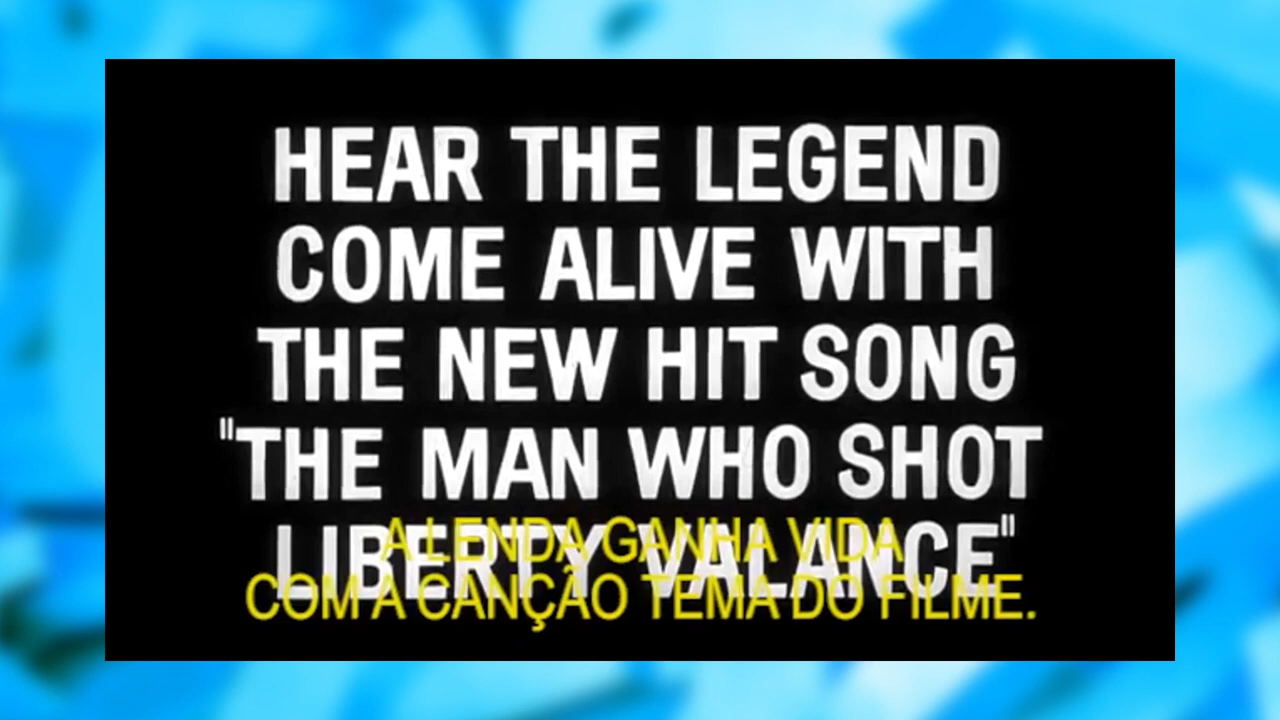 HEAR THE LEGEND
COME ALIVE WITH
THE NEW HIT SONG
"THE MAN WHO SHOT
LIBERTY VALANCE"
A LENDA GANHA VIDA
COM A CANÇÃO TEMA DO FILME.